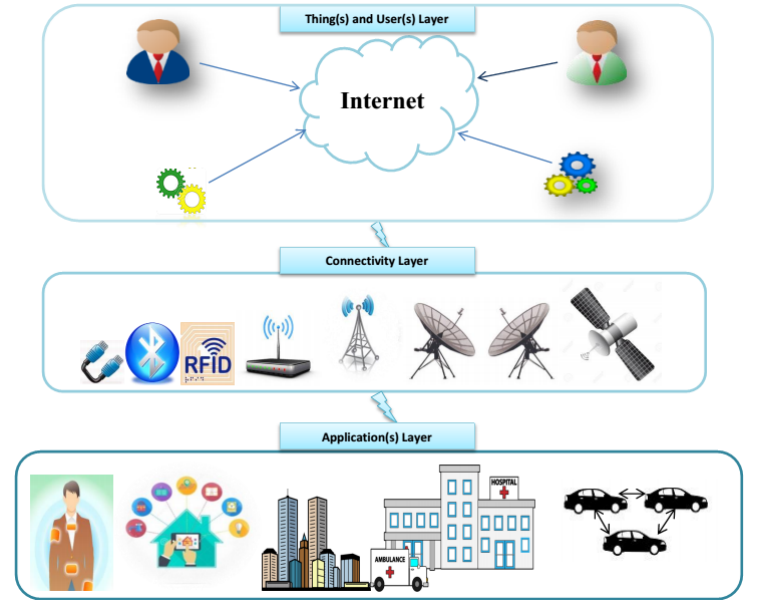 Thing(s) and User(s) Layer
Internet
Connectivity Layer
RFID
Application(s) Layer
HOSPITAL
AMBULANCE